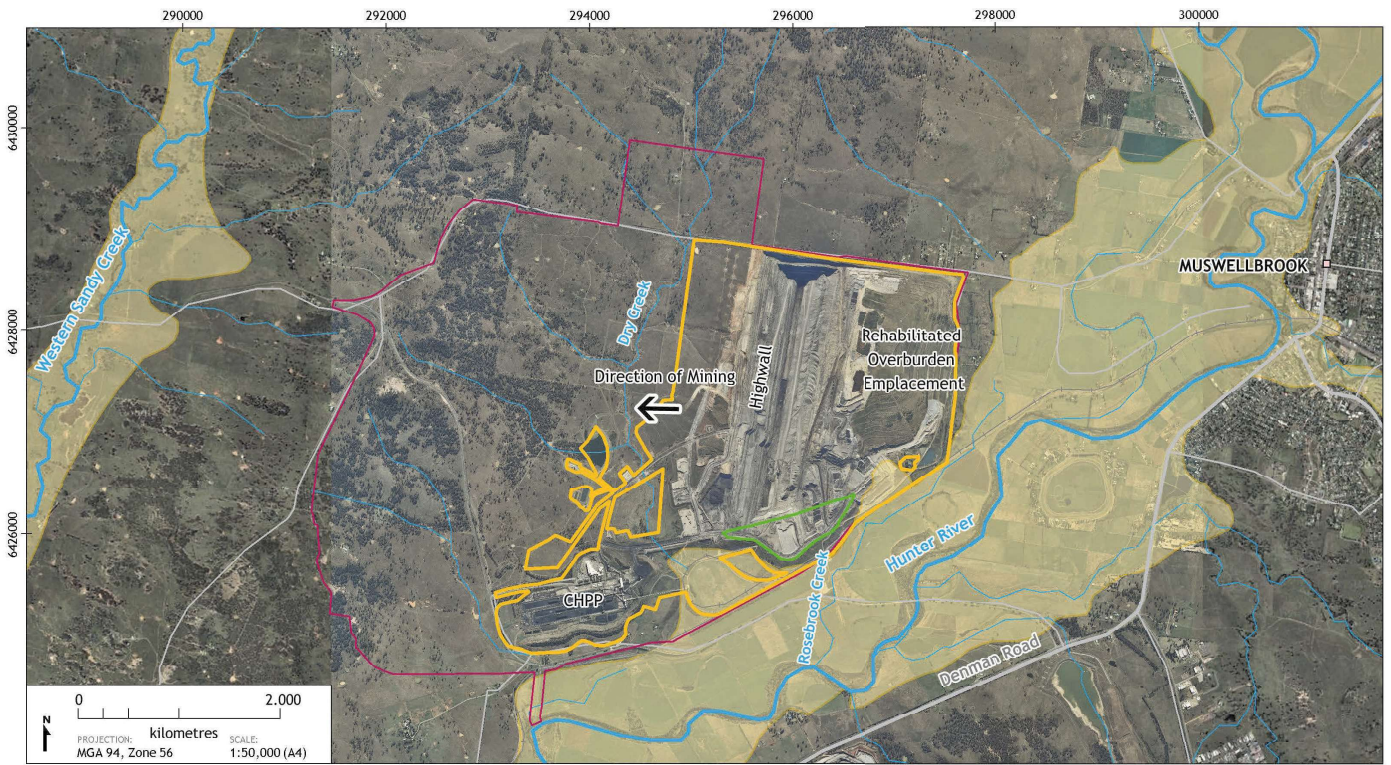 290000
292000
294000
296000
298000
300000
6430000
6428000
6426000
Western Sandy Creek
Dry Creek
Direction of Mining
Highwall
Rehabilitated
Overburden
Emplacement
MUSWELLBROOK
CHPP
Rosebrook Creek
Hunter River
Denman Road
0
2.000
kilometres
N
PROJECTION:
MGA 94, Zone 56
SCALE:
1:50,000 (A4)